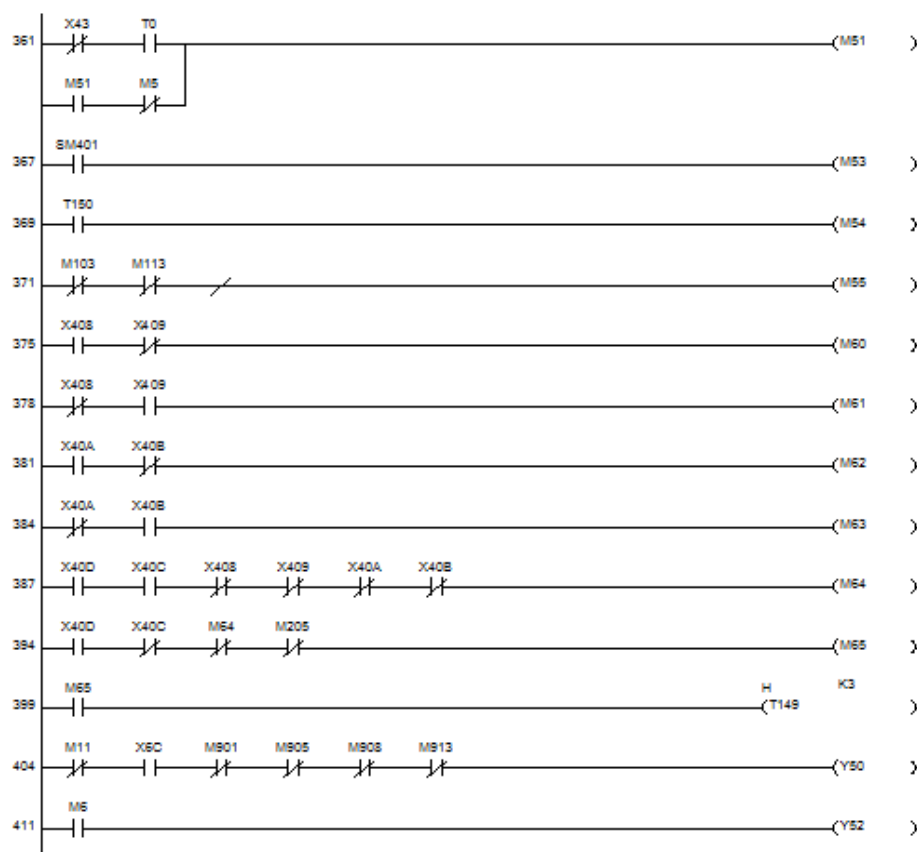 X43 T0
361 (M51 )
M51 M5
SM401
367 (M53 )
T150
369 (M54 )
M103 M113
371 (M55 )
X408 X409
375 (M60 )
X408 X409
378 (M61 )
X40A X40B
381 (M62 )
X40A X40B
384 (M63 )
X40D X40C X408 X409 X40A X40B
387 (M64 )
X40D X40C M64 M205
394 (M65 )
M65 H K3
399 (T149 )
M11 X6C M901 M905 M908 M913
404 (Y50 )
M6
411 (Y52 )